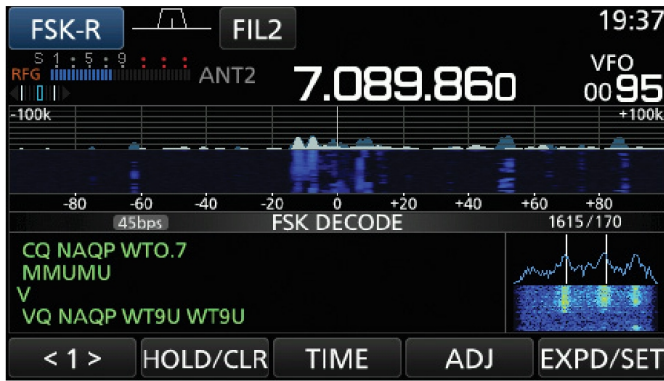 FSK-R FIL2 19:37
S 1 : 5 : 9 : : :
RFG ANT2 7.089.860 VFO 0095
-100k +100k
-80 -60 -40 -20 0 +20 +40 +60 +80
45bps FSK DECODE 1615/170
CQ NAQP WTO.7
MMUMU
V
VQ NAQP WT9U WT9U
<1> HOLD/CLR TIME ADJ EXPD/SET